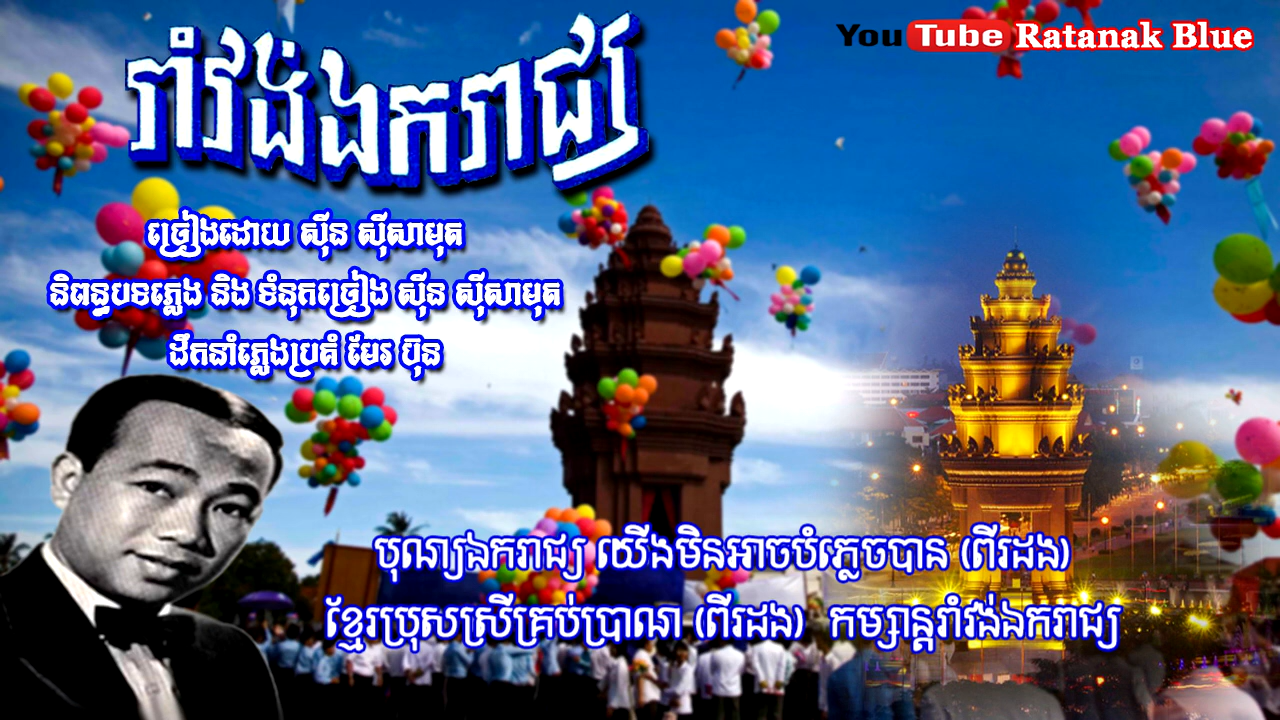 YouTube Ratanak Blue
រាំវង់ឯករាជ្យ
ច្រៀងដោយ ស៊ីន ស៊ីសាមុត
និពន្ធបទភ្លេង និង ទំនុកច្រៀង ស៊ីន ស៊ីសាមុត
ដឹកនាំភ្លេងប្រគំ មែរ ប៊ុន
បុណ្យឯករាជ្យ យើងមិនអាចបំភ្លេចបាន (ពីរដង)
ខ្មែរប្រុសស្រីគ្រប់ប្រាណ (ពីរដង) កម្សាន្តរាំវង់ឯករាជ្យ